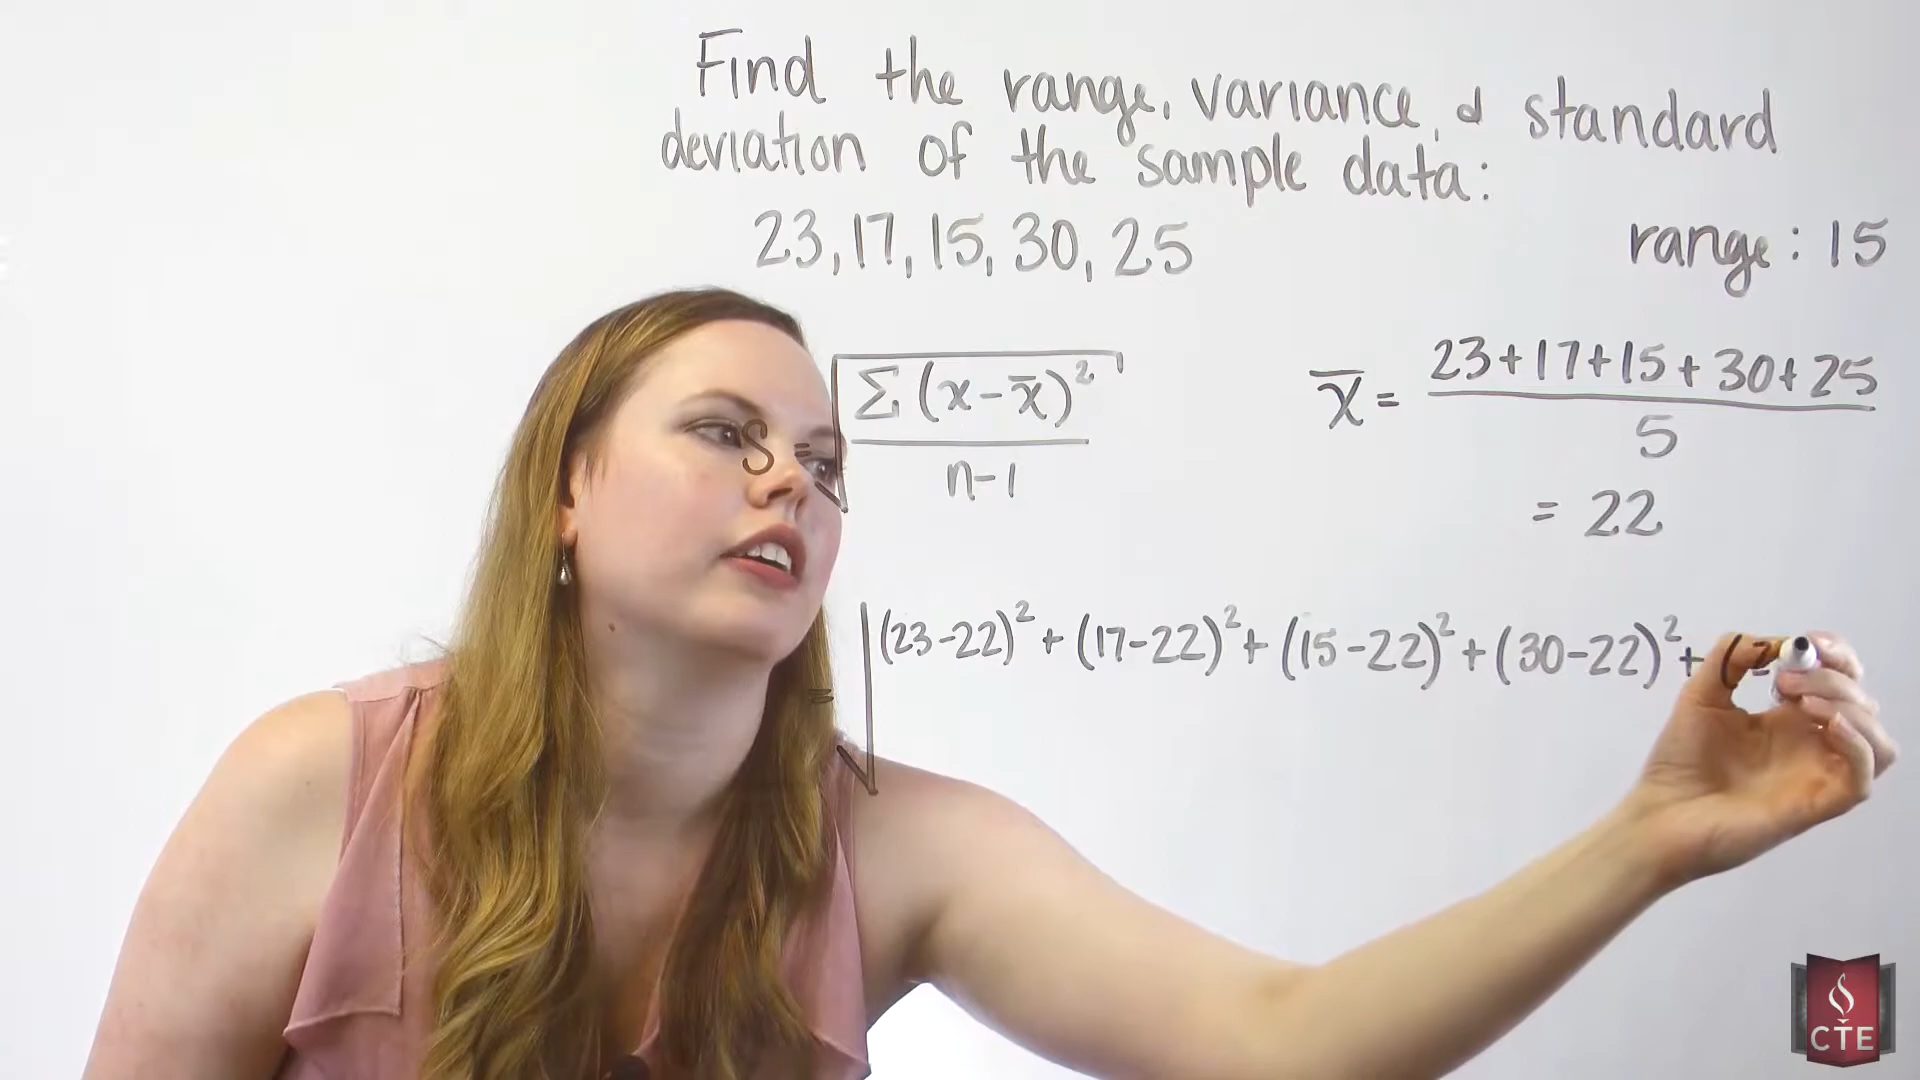 Find the range, variance, & standard
deviation of the sample data:
23, 17, 15, 30, 25
range: 15
S = √ Σ(x-x̄)²
n-1
x̄ = 23+17+15+30+25
5
= 22
= √ (23-22)² + (17-22)² + (15-22)² + (30-22)² + (2
CTE